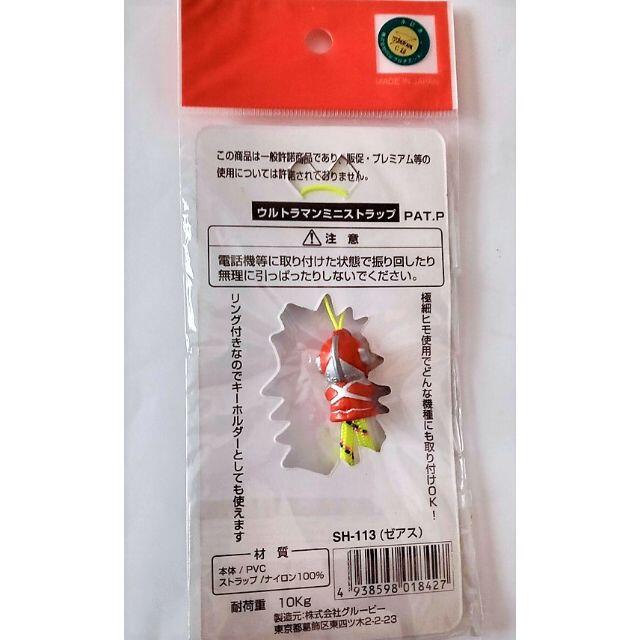 MADE IN JAPAN
この商品は一般許諾商品であり、販促・プレミアム等の
使用については許諾されておりません。
ウルトラマンミニストラップ PAT.P
注意
電話機等に取り付けた状態で振り回したり
無理に引っぱったりしないでください。
極細ヒモ使用でどんな機種にも取り付けOK!
リング付きなのでキーホルダーとしても使えます
SH-113(ゼアス)
材質
本体/PVC
ストラップ/ナイロン100%
耐荷重 10Kg
4 938598 018427
製造元:株式会社グルービー
東京都葛飾区東四ツ木2-2-23